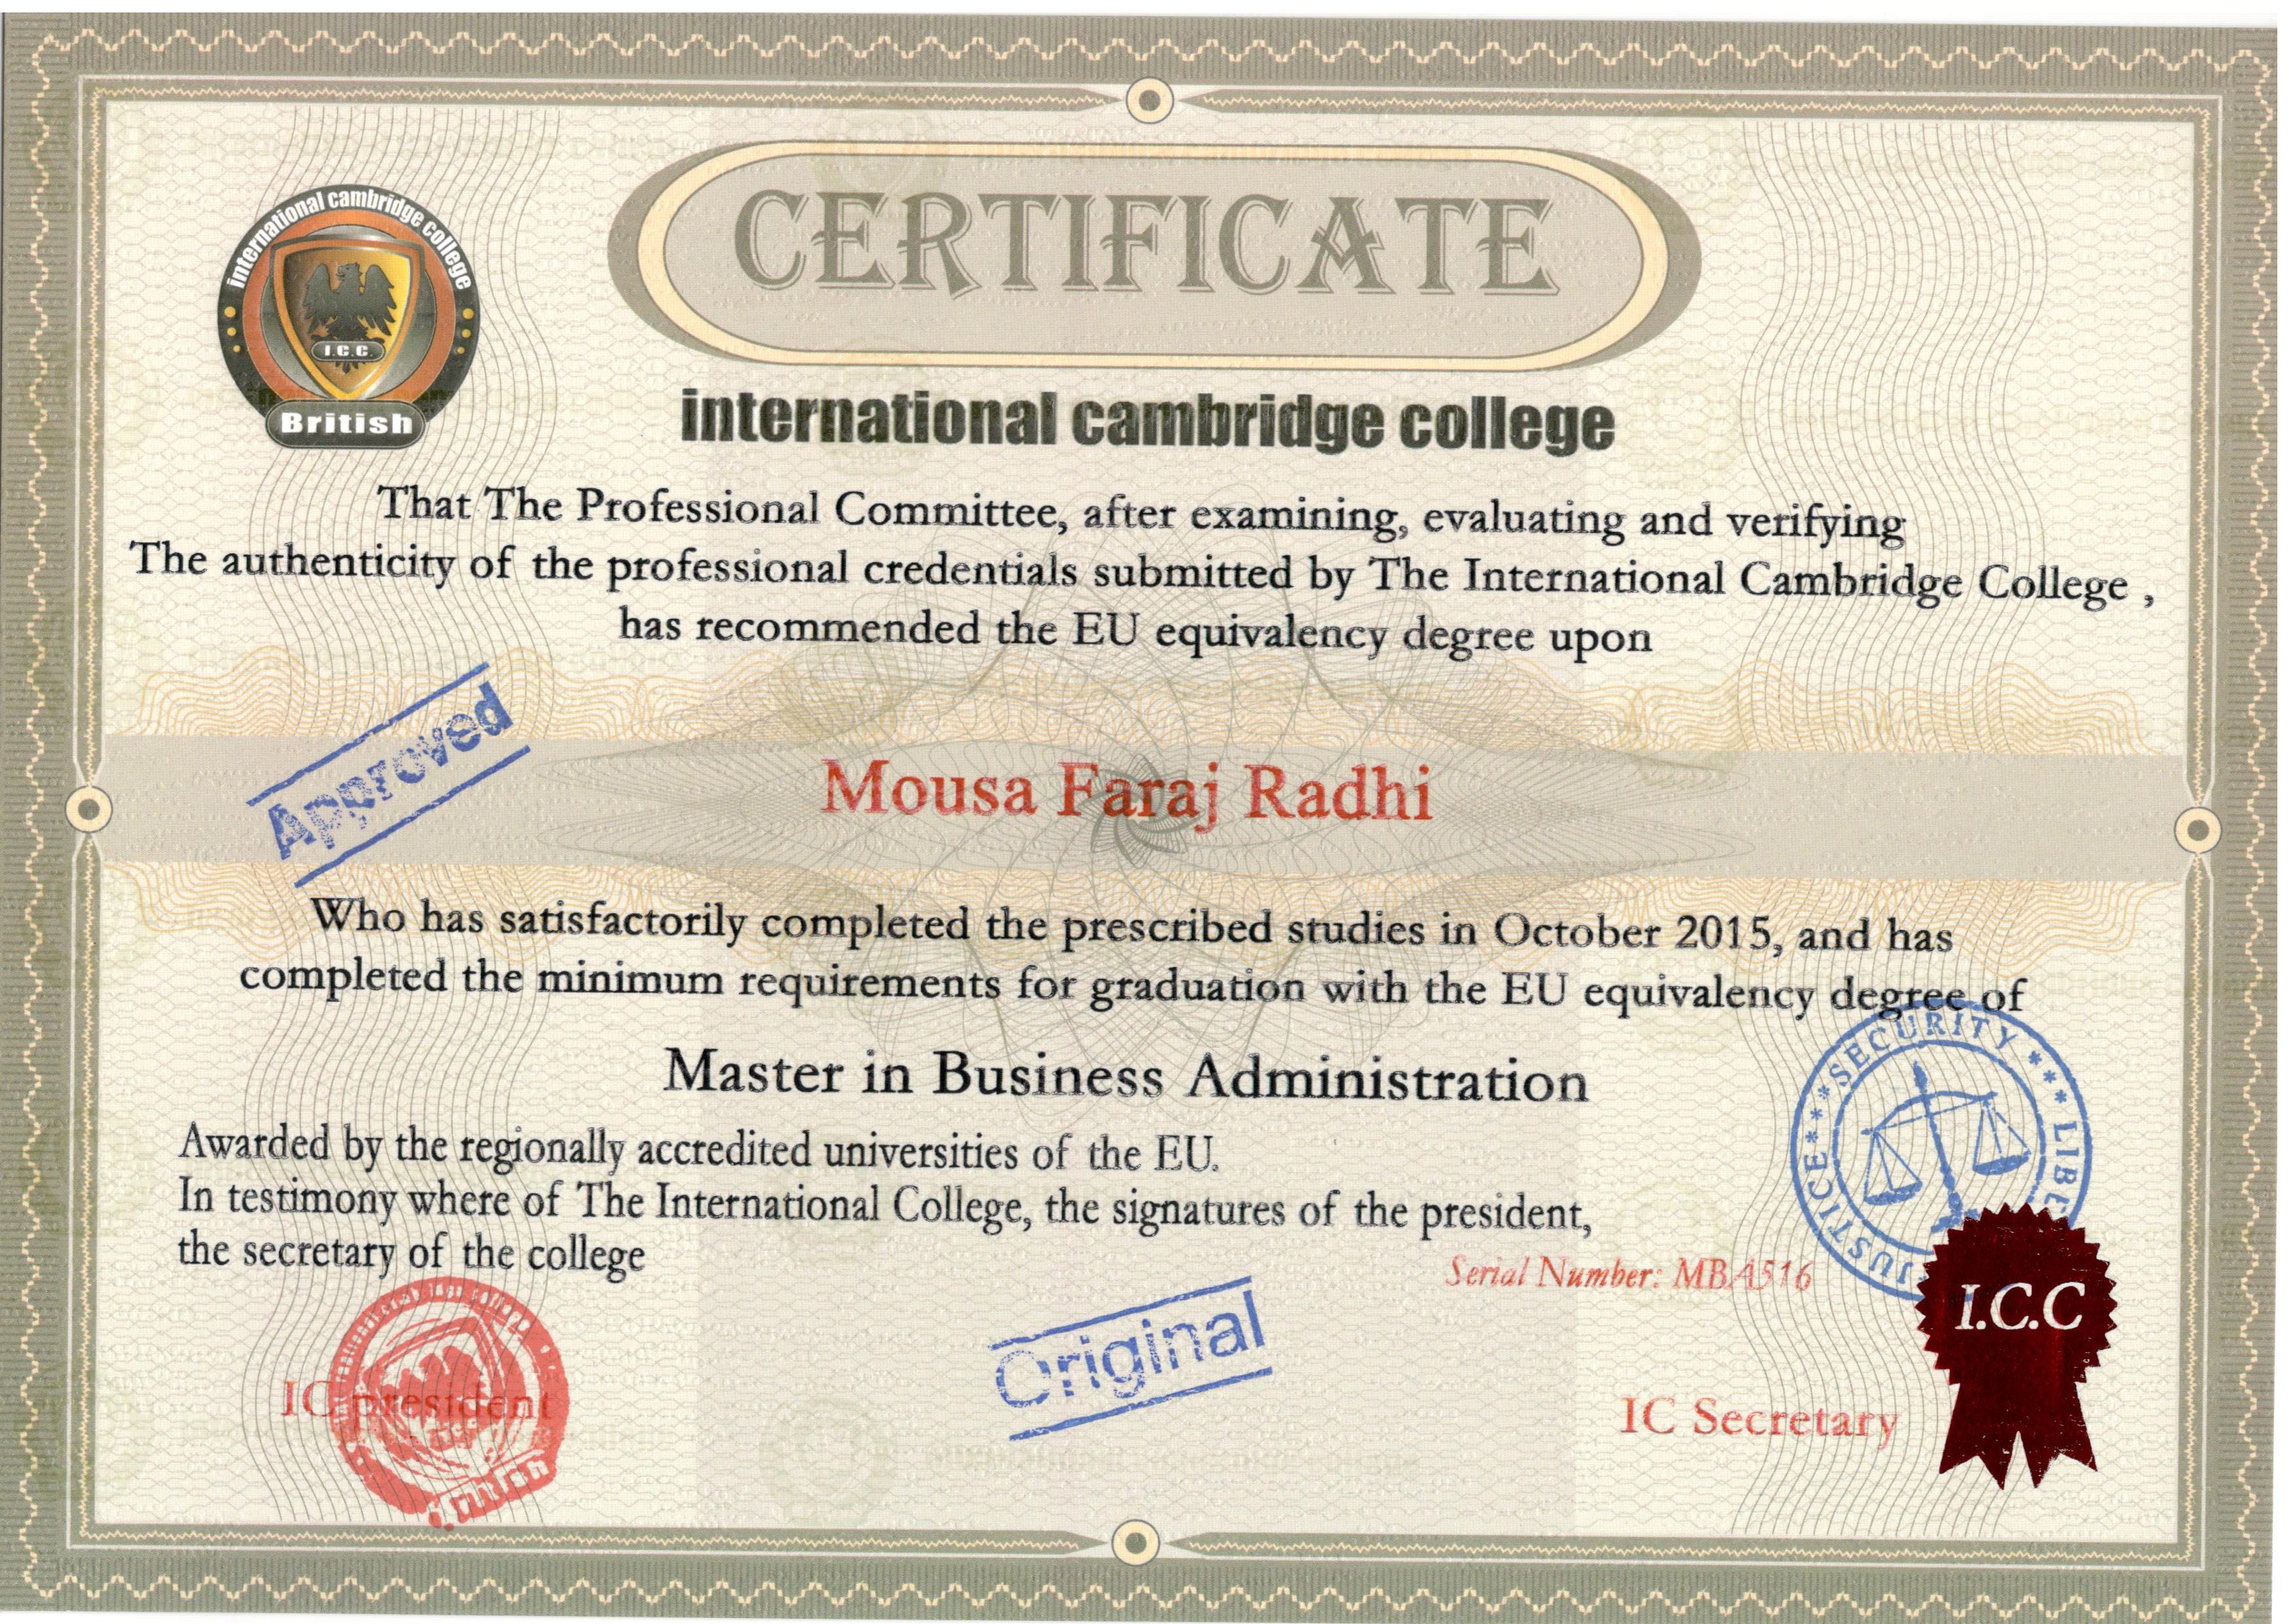 international cambridge college
I.C.C.
British
CERTIFICATE
international cambridge college
That The Professional Committee, after examining, evaluating and verifying
The authenticity of the professional credentials submitted by The International Cambridge College ,
has recommended the EU equivalency degree upon
Approved
Mousa Faraj Radhi
Who has satisfactorily completed the prescribed studies in October 2015, and has
completed the minimum requirements for graduation with the EU equivalency degree of
Master in Business Administration
Awarded by the regionally accredited universities of the EU.
In testimony where of The International College, the signatures of the president,
the secretary of the college
JUSTICE***SECURITY***
Serial Number: MBA516
I.C.C
Original
IC president
IC Secretary